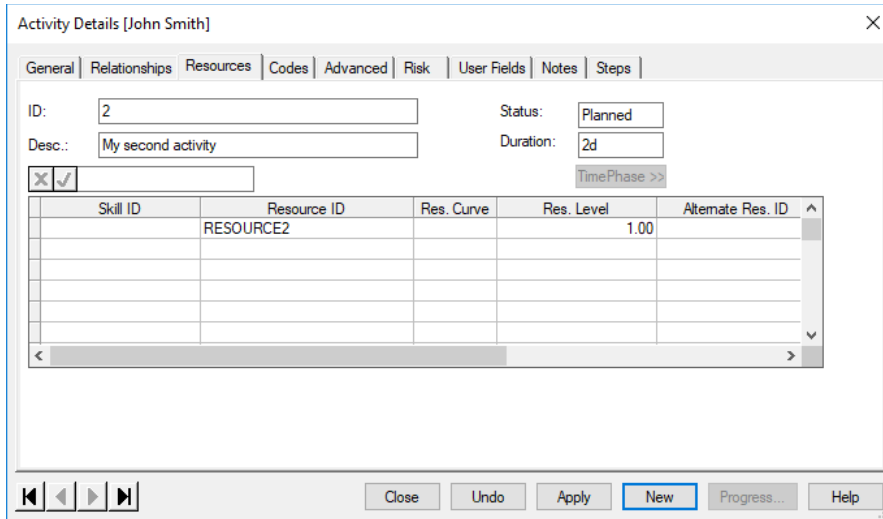 Activity Details [John Smith]
General Relationships Resources Codes Advanced Risk User Fields Notes Steps
ID: 2 Status: Planned
Desc.: My second activity Duration: 2d
TimePhase >>
Skill ID Resource ID Res. Curve Res. Level Alternate Res. ID
RESOURCE2 1.00
Close Undo Apply New Progress... Help